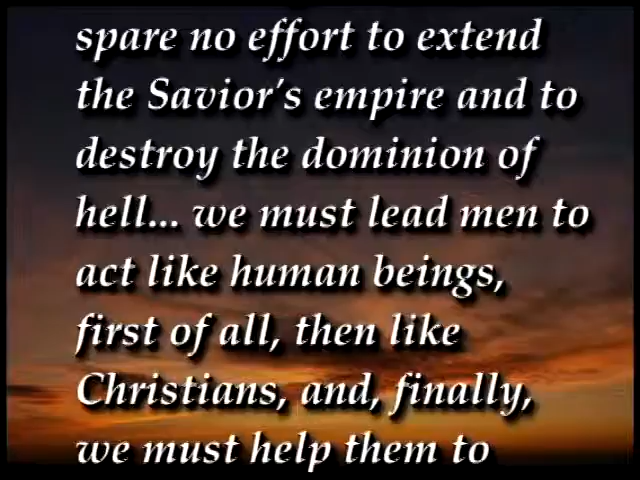 spare no effort to extend
the Savior's empire and to
destroy the dominion of
hell... we must lead men to
act like human beings,
first of all, then like
Christians, and, finally,
we must help them to